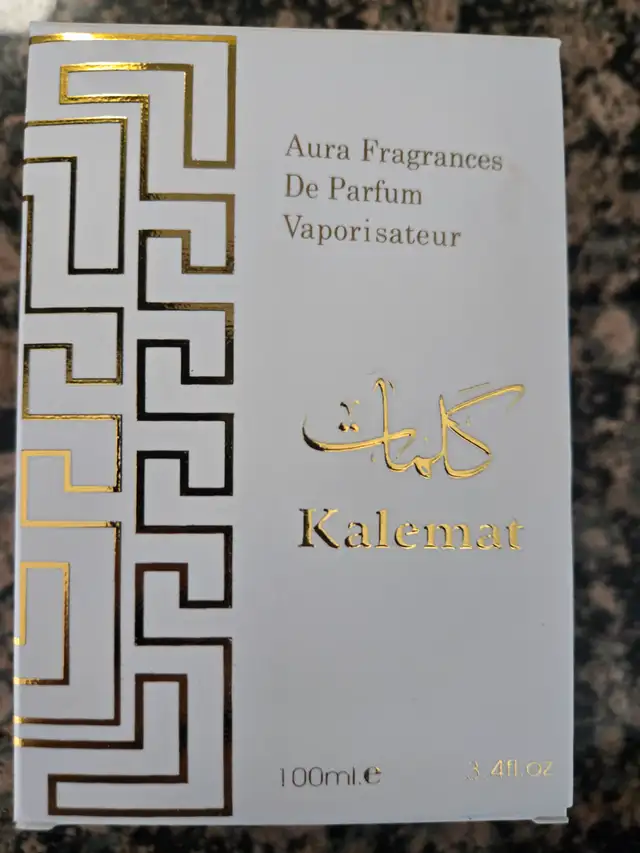 Aura Fragrances
De Parfum
Vaporisateur
كلمات
Kalemat
100ml.e 3.4fl.oz